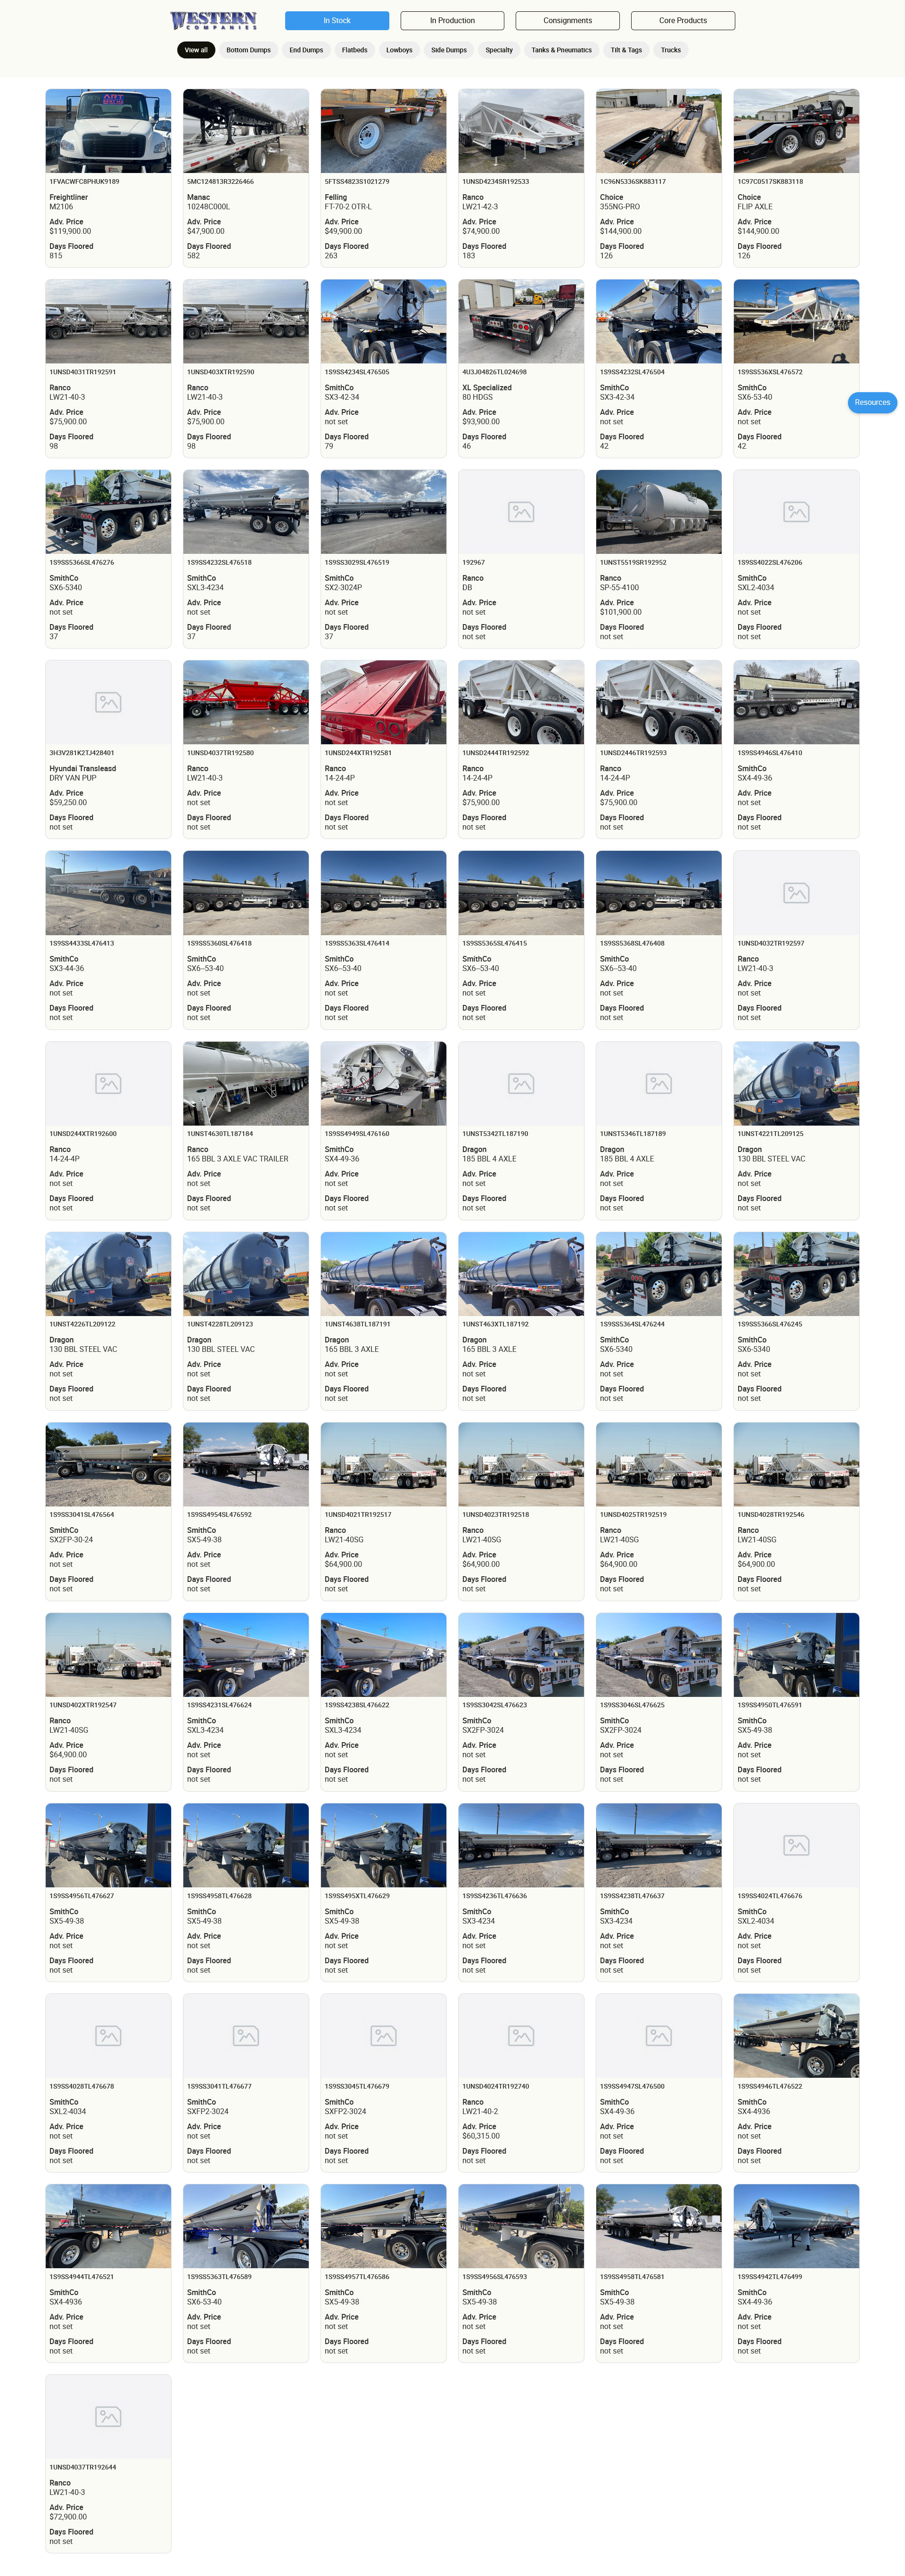 WESTERN
COMPANIES
In Stock
In Production
Consignments
Core Products
View all
Bottom Dumps
End Dumps
Flatbeds
Lowboys
Side Dumps
Specialty
Tanks & Pneumatics
Tilt & Tags
Trucks
Resources
1FVACWFC8PHUK9189
Freightliner
M2106
Adv. Price
$119,900.00
Days Floored
815
5MC124813R3226466
Manac
10248C000L
Adv. Price
$47,900.00
Days Floored
582
5FTSS4823S1021279
Felling
FT-70-2 OTR-L
Adv. Price
$49,900.00
Days Floored
263
1UNSD4234SR192533
Ranco
LW21-42-3
Adv. Price
$74,900.00
Days Floored
183
1C96N5336SK883117
Choice
355NG-PRO
Adv. Price
$144,900.00
Days Floored
126
1C97C0517SK883118
Choice
FLIP AXLE
Adv. Price
$144,900.00
Days Floored
126
1UNSD4031TR192591
Ranco
LW21-40-3
Adv. Price
$75,900.00
Days Floored
98
1UNSD403XTR192590
Ranco
LW21-40-3
Adv. Price
$75,900.00
Days Floored
98
1S9SS4234SL476505
SmithCo
SX3-42-34
Adv. Price
not set
Days Floored
79
4U3J04826TL024698
XL Specialized
80 HDGS
Adv. Price
$93,900.00
Days Floored
46
1S9SS4232SL476504
SmithCo
SX3-42-34
Adv. Price
not set
Days Floored
42
1S9SS536XSL476572
SmithCo
SX6-53-40
Adv. Price
not set
Days Floored
42
1S9SS5366SL476276
SmithCo
SX6-5340
Adv. Price
not set
Days Floored
37
1S9SS4232SL476518
SmithCo
SXL3-4234
Adv. Price
not set
Days Floored
37
1S9SS3029SL476519
SmithCo
SX2-3024P
Adv. Price
not set
Days Floored
37
192967
Ranco
DB
Adv. Price
not set
Days Floored
not set
1UNST5519SR192952
Ranco
SP-55-4100
Adv. Price
$101,900.00
Days Floored
not set
1S9SS4022SL476206
SmithCo
SXL2-4034
Adv. Price
not set
Days Floored
not set
3H3V281K2TJ428401
Hyundai Transleasd
DRY VAN PUP
Adv. Price
$59,250.00
Days Floored
not set
1UNSD4037TR192580
Ranco
LW21-40-3
Adv. Price
not set
Days Floored
not set
1UNSD244XTR192581
Ranco
14-24-4P
Adv. Price
not set
Days Floored
not set
1UNSD2444TR192592
Ranco
14-24-4P
Adv. Price
$75,900.00
Days Floored
not set
1UNSD2446TR192593
Ranco
14-24-4P
Adv. Price
$75,900.00
Days Floored
not set
1S9SS4946SL476410
SmithCo
SX4-49-36
Adv. Price
not set
Days Floored
not set
1S9SS4433SL476413
SmithCo
SX3-44-36
Adv. Price
not set
Days Floored
not set
1S9SS5360SL476418
SmithCo
SX6--53-40
Adv. Price
not set
Days Floored
not set
1S9SS5363SL476414
SmithCo
SX6--53-40
Adv. Price
not set
Days Floored
not set
1S9SS5365SL476415
SmithCo
SX6--53-40
Adv. Price
not set
Days Floored
not set
1S9SS5368SL476408
SmithCo
SX6--53-40
Adv. Price
not set
Days Floored
not set
1UNSD4032TR192597
Ranco
LW21-40-3
Adv. Price
not set
Days Floored
not set
1UNSD244XTR192600
Ranco
14-24-4P
Adv. Price
not set
Days Floored
not set
1UNST4630TL187184
Ranco
165 BBL 3 AXLE VAC TRAILER
Adv. Price
not set
Days Floored
not set
1S9SS4949SL476160
SmithCo
SX4-49-36
Adv. Price
not set
Days Floored
not set
1UNST5342TL187190
Dragon
185 BBL 4 AXLE
Adv. Price
not set
Days Floored
not set
1UNST5346TL187189
Dragon
185 BBL 4 AXLE
Adv. Price
not set
Days Floored
not set
1UNST4221TL209125
Dragon
130 BBL STEEL VAC
Adv. Price
not set
Days Floored
not set
1UNST4226TL209122
Dragon
130 BBL STEEL VAC
Adv. Price
not set
Days Floored
not set
1UNST4228TL209123
Dragon
130 BBL STEEL VAC
Adv. Price
not set
Days Floored
not set
1UNST4638TL187191
Dragon
165 BBL 3 AXLE
Adv. Price
not set
Days Floored
not set
1UNST463XTL187192
Dragon
165 BBL 3 AXLE
Adv. Price
not set
Days Floored
not set
1S9SS5364SL476244
SmithCo
SX6-5340
Adv. Price
not set
Days Floored
not set
1S9SS5366SL476245
SmithCo
SX6-5340
Adv. Price
not set
Days Floored
not set
1S9SS3041SL476564
SmithCo
SX2FP-30-24
Adv. Price
not set
Days Floored
not set
1S9SS4954SL476592
SmithCo
SX5-49-38
Adv. Price
not set
Days Floored
not set
1UNSD4021TR192517
Ranco
LW21-40SG
Adv. Price
$64,900.00
Days Floored
not set
1UNSD4023TR192518
Ranco
LW21-40SG
Adv. Price
$64,900.00
Days Floored
not set
1UNSD4025TR192519
Ranco
LW21-40SG
Adv. Price
$64,900.00
Days Floored
not set
1UNSD4028TR192546
Ranco
LW21-40SG
Adv. Price
$64,900.00
Days Floored
not set
1UNSD402XTR192547
Ranco
LW21-40SG
Adv. Price
$64,900.00
Days Floored
not set
1S9SS4231SL476624
SmithCo
SXL3-4234
Adv. Price
not set
Days Floored
not set
1S9SS4238SL476622
SmithCo
SXL3-4234
Adv. Price
not set
Days Floored
not set
1S9SS3042SL476623
SmithCo
SX2FP-3024
Adv. Price
not set
Days Floored
not set
1S9SS3046SL476625
SmithCo
SX2FP-3024
Adv. Price
not set
Days Floored
not set
1S9SS4950TL476591
SmithCo
SX5-49-38
Adv. Price
not set
Days Floored
not set
1S9SS4956TL476627
SmithCo
SX5-49-38
Adv. Price
not set
Days Floored
not set
1S9SS4958TL476628
SmithCo
SX5-49-38
Adv. Price
not set
Days Floored
not set
1S9SS495XTL476629
SmithCo
SX5-49-38
Adv. Price
not set
Days Floored
not set
1S9SS4236TL476636
SmithCo
SX3-4234
Adv. Price
not set
Days Floored
not set
1S9SS4238TL476637
SmithCo
SX3-4234
Adv. Price
not set
Days Floored
not set
1S9SS4024TL476676
SmithCo
SXL2-4034
Adv. Price
not set
Days Floored
not set
1S9SS4028TL476678
SmithCo
SXL2-4034
Adv. Price
not set
Days Floored
not set
1S9SS3041TL476677
SmithCo
SXFP2-3024
Adv. Price
not set
Days Floored
not set
1S9SS3045TL476679
SmithCo
SXFP2-3024
Adv. Price
not set
Days Floored
not set
1UNSD4024TR192740
Ranco
LW21-40-2
Adv. Price
$60,315.00
Days Floored
not set
1S9SS4947SL476500
SmithCo
SX4-49-36
Adv. Price
not set
Days Floored
not set
1S9SS4946TL476522
SmithCo
SX4-4936
Adv. Price
not set
Days Floored
not set
1S9SS4944TL476521
SmithCo
SX4-4936
Adv. Price
not set
Days Floored
not set
1S9SS5363TL476589
SmithCo
SX6-53-40
Adv. Price
not set
Days Floored
not set
1S9SS4957TL476586
SmithCo
SX5-49-38
Adv. Price
not set
Days Floored
not set
1S9SS4956SL476593
SmithCo
SX5-49-38
Adv. Price
not set
Days Floored
not set
1S9SS4958TL476581
SmithCo
SX5-49-38
Adv. Price
not set
Days Floored
not set
1S9SS4942TL476499
SmithCo
SX4-49-36
Adv. Price
not set
Days Floored
not set
1UNSD4037TR192644
Ranco
LW21-40-3
Adv. Price
$72,900.00
Days Floored
not set